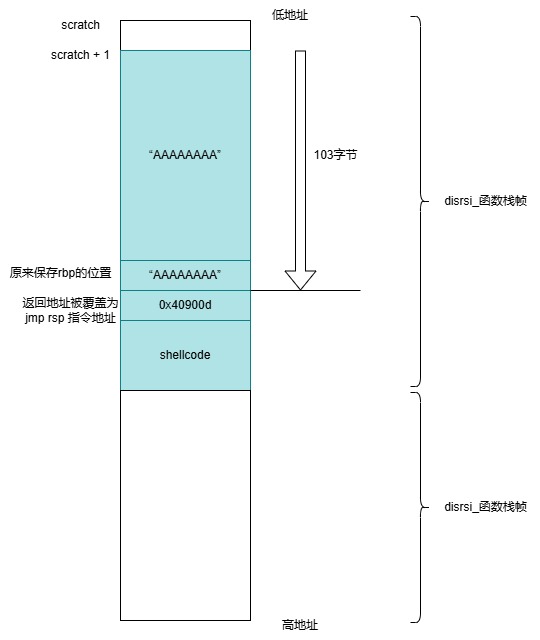 低地址
scratch
scratch + 1
“AAAAAAAA”
103字节
disrsi_函数栈帧
原来保存rbp的位置
“AAAAAAAA”
返回地址被覆盖为
jmp rsp 指令地址
0x40900d
shellcode
disrsi_函数栈帧
高地址